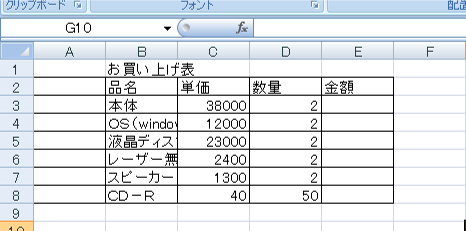 クリップボード フォント 配置
G10 fx
A B C D E F
1 お買い上げ表
2 品名 単価 数量 金額
3 本体 38000 2
4 OS(window 12000 2
5 液晶ディス 23000 2
6 レーザー無 2400 2
7 スピーカー 1300 2
8 CD－R 40 50
9
10